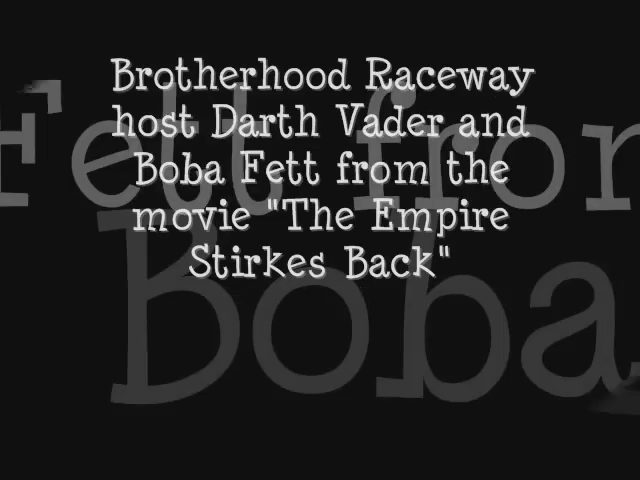 Brotherhood Raceway
host Darth Vader and
Boba Fett from the
movie "The Empire
Stirkes Back"
Fett from
Boba